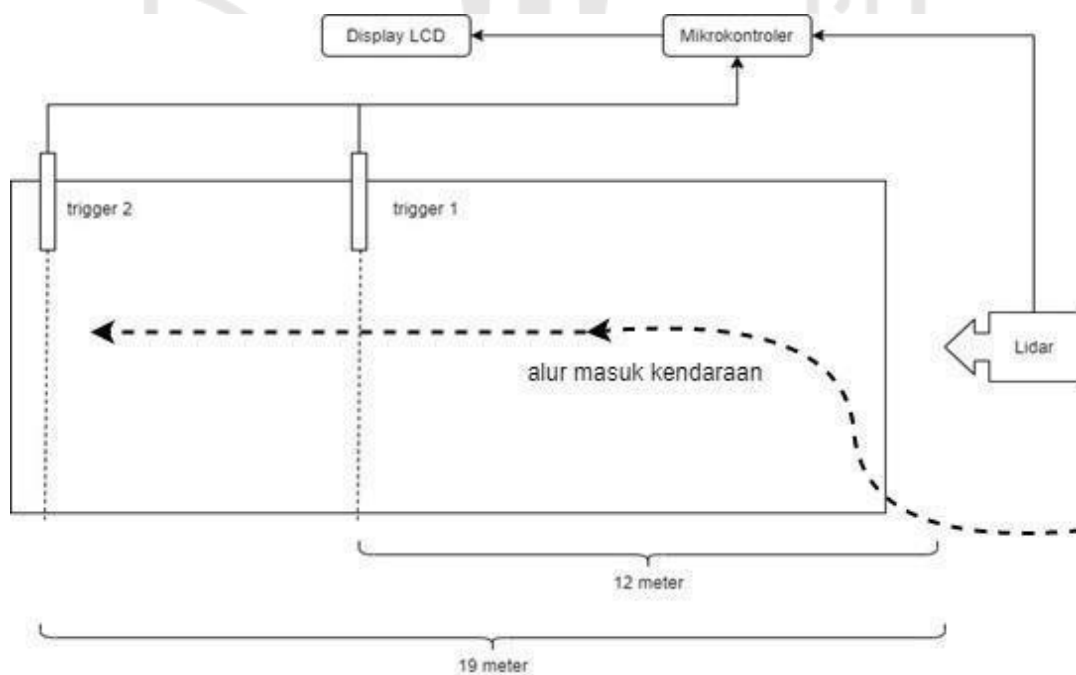 Display LCD
Mikrokontroler
trigger 2
trigger 1
Lidar
alur masuk kendaraan
12 meter
19 meter